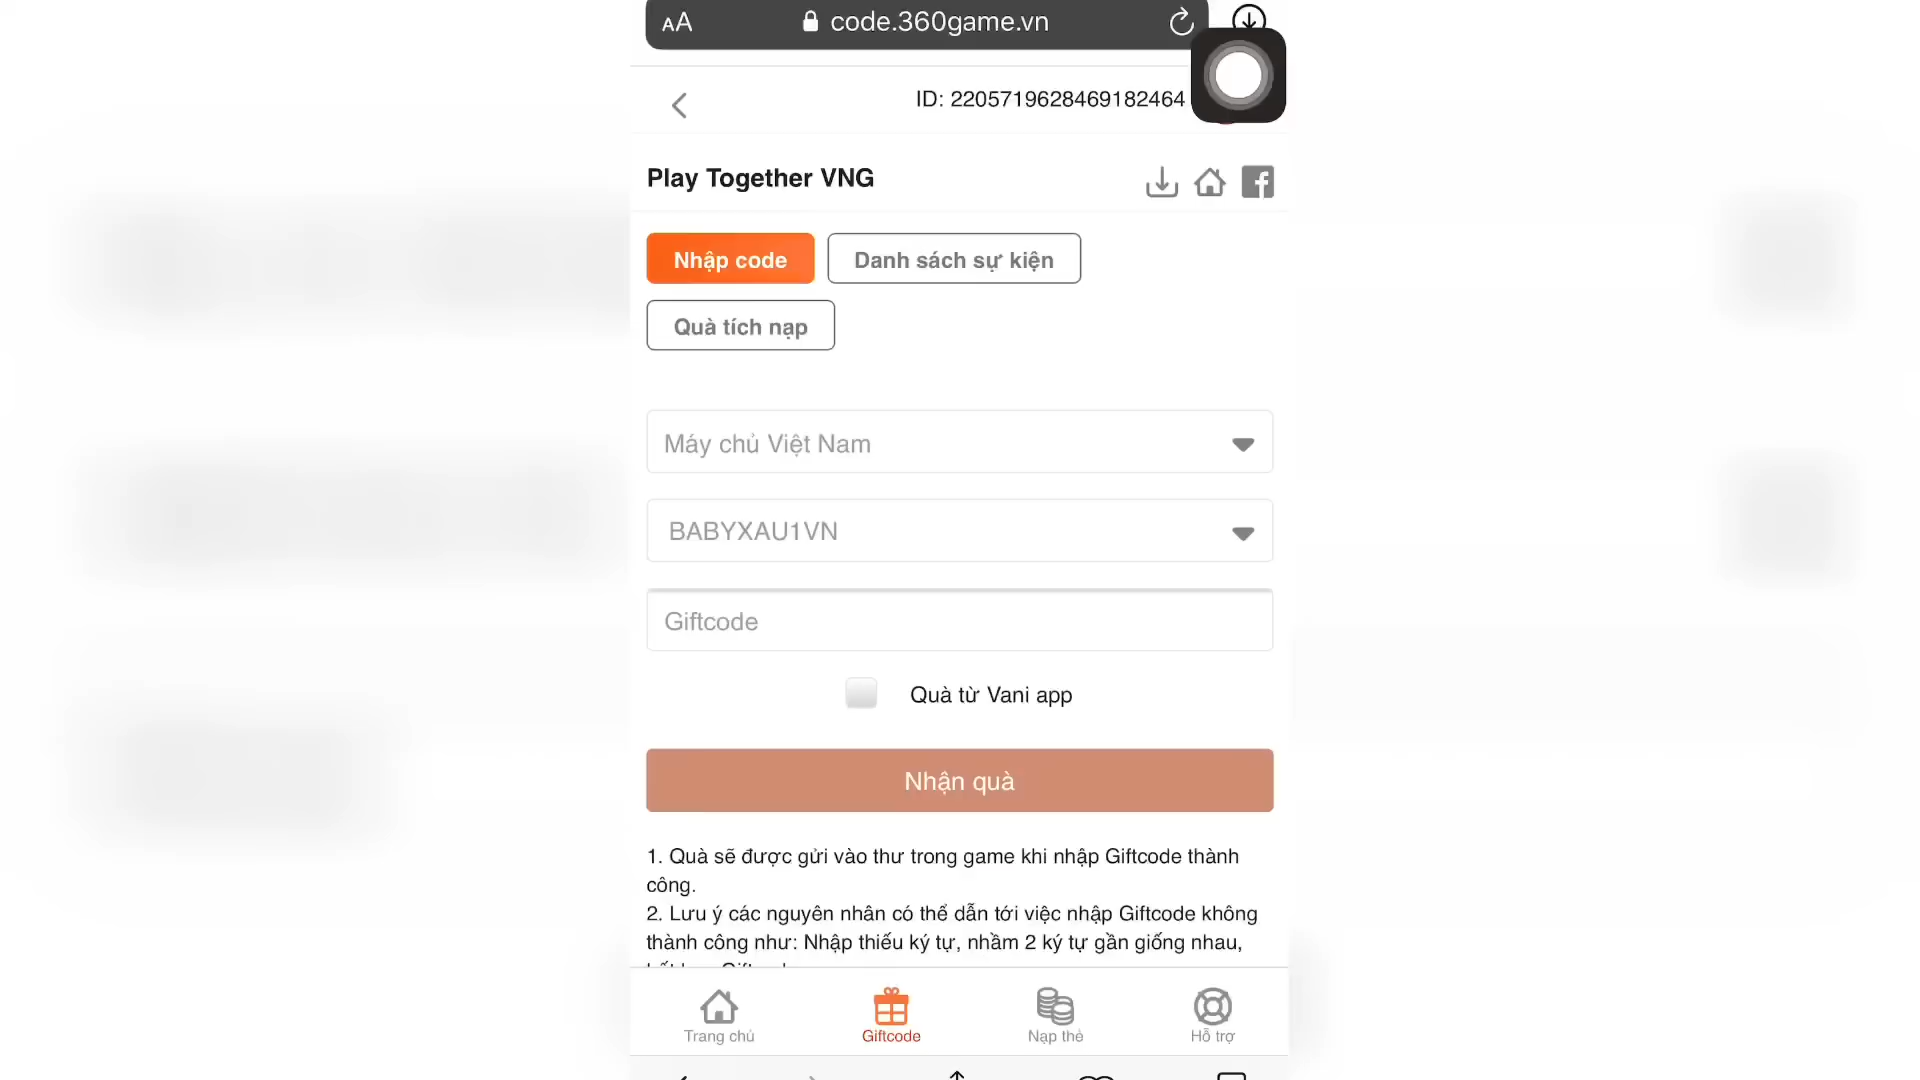 AA
code.360game.vn
ID: 2205719628469182464
Play Together VNG
Nhập code
Danh sách sự kiện
Quà tích nạp
Máy chủ Việt Nam
BABYXAU1VN
Giftcode
Quà từ Vani app
Nhận quà
1. Quà sẽ được gửi vào thư trong game khi nhập Giftcode thành
công.
2. Lưu ý các nguyên nhân có thể dẫn tới việc nhập Giftcode không
thành công như: Nhập thiếu ký tự, nhầm 2 ký tự gần giống nhau,
Trang chủ
Giftcode
Nạp thẻ
Hỗ trợ